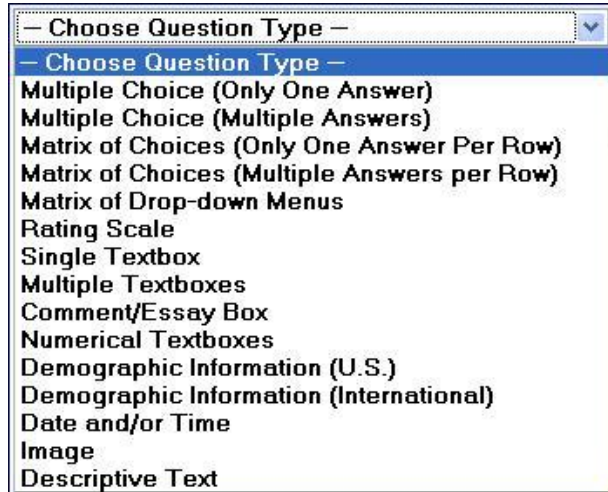 — Choose Question Type —
— Choose Question Type —
Multiple Choice (Only One Answer)
Multiple Choice (Multiple Answers)
Matrix of Choices (Only One Answer Per Row)
Matrix of Choices (Multiple Answers per Row)
Matrix of Drop-down Menus
Rating Scale
Single Textbox
Multiple Textboxes
Comment/Essay Box
Numerical Textboxes
Demographic Information (U.S.)
Demographic Information (International)
Date and/or Time
Image
Descriptive Text